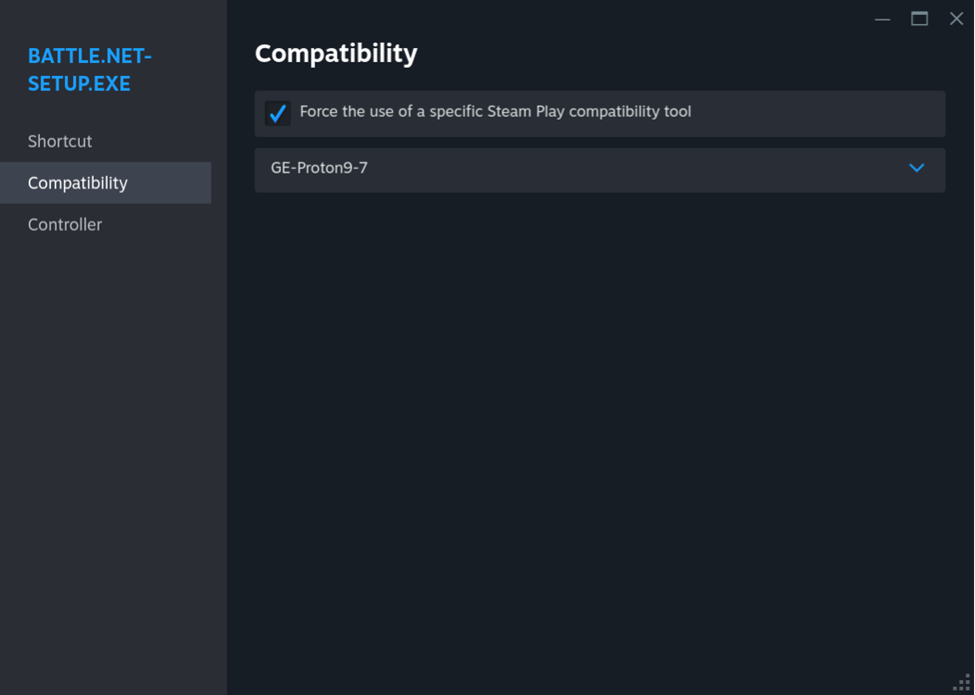 BATTLE.NET-
SETUP.EXE
Shortcut
Compatibility
Controller
Compatibility
Force the use of a specific Steam Play compatibility tool
GE-Proton9-7